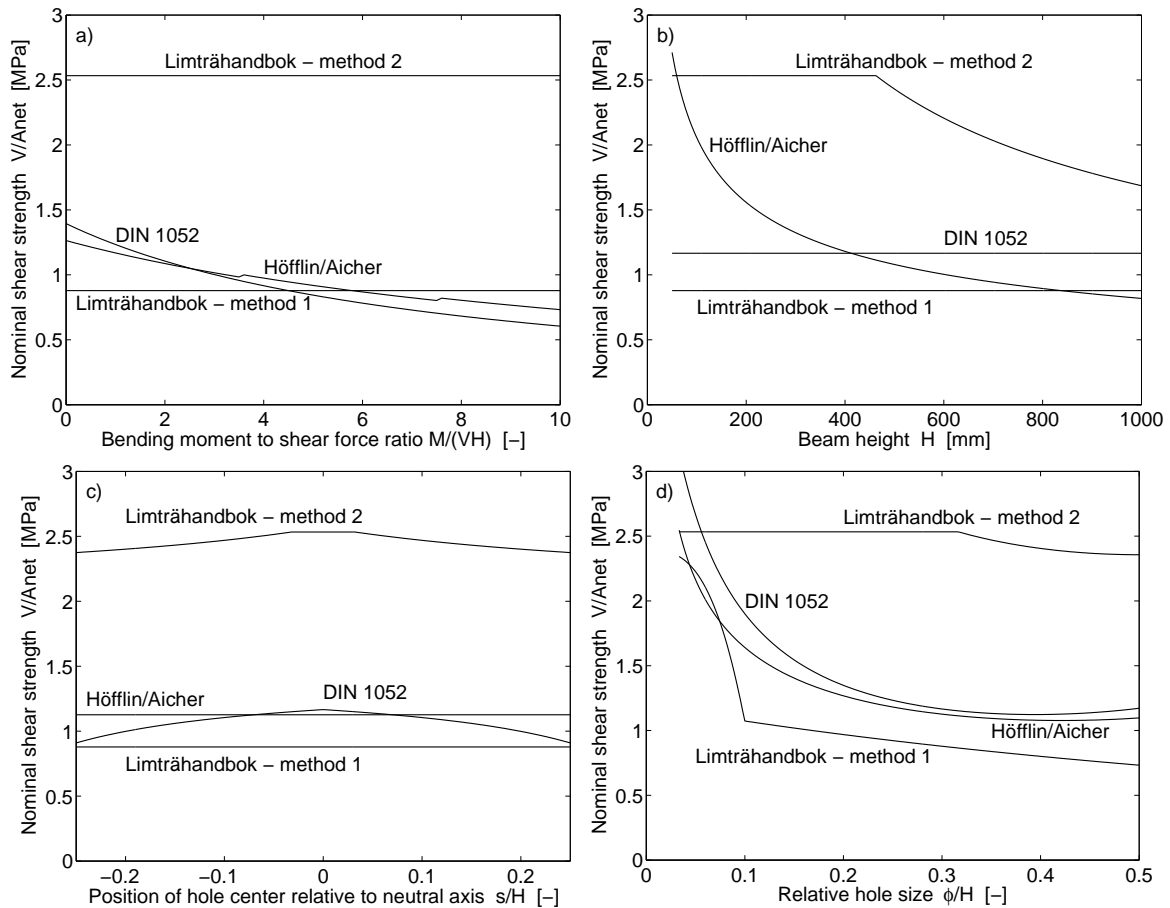 a)
Limträhandbok – method 2
DIN 1052
Höfflin/Aicher
Limträhandbok – method 1
3
2.5
2
1.5
1
0.5
0
0 2 4 6 8 10
Nominal shear strength V/Anet [MPa]
Bending moment to shear force ratio M/(VH) [–]
b)
Limträhandbok – method 2
Höfflin/Aicher
DIN 1052
Limträhandbok – method 1
3
2.5
2
1.5
1
0.5
0
0 200 400 600 800 1000
Nominal shear strength V/Anet [MPa]
Beam height H [mm]
c)
Limträhandbok – method 2
Höfflin/Aicher
DIN 1052
Limträhandbok – method 1
3
2.5
2
1.5
1
0.5
0
−0.2 −0.1 0 0.1 0.2
Nominal shear strength V/Anet [MPa]
Position of hole center relative to neutral axis s/H [–]
d)
Limträhandbok – method 2
DIN 1052
Höfflin/Aicher
Limträhandbok – method 1
3
2.5
2
1.5
1
0.5
0
0 0.1 0.2 0.3 0.4 0.5
Nominal shear strength V/Anet [MPa]
Relative hole size ϕ/H [–]